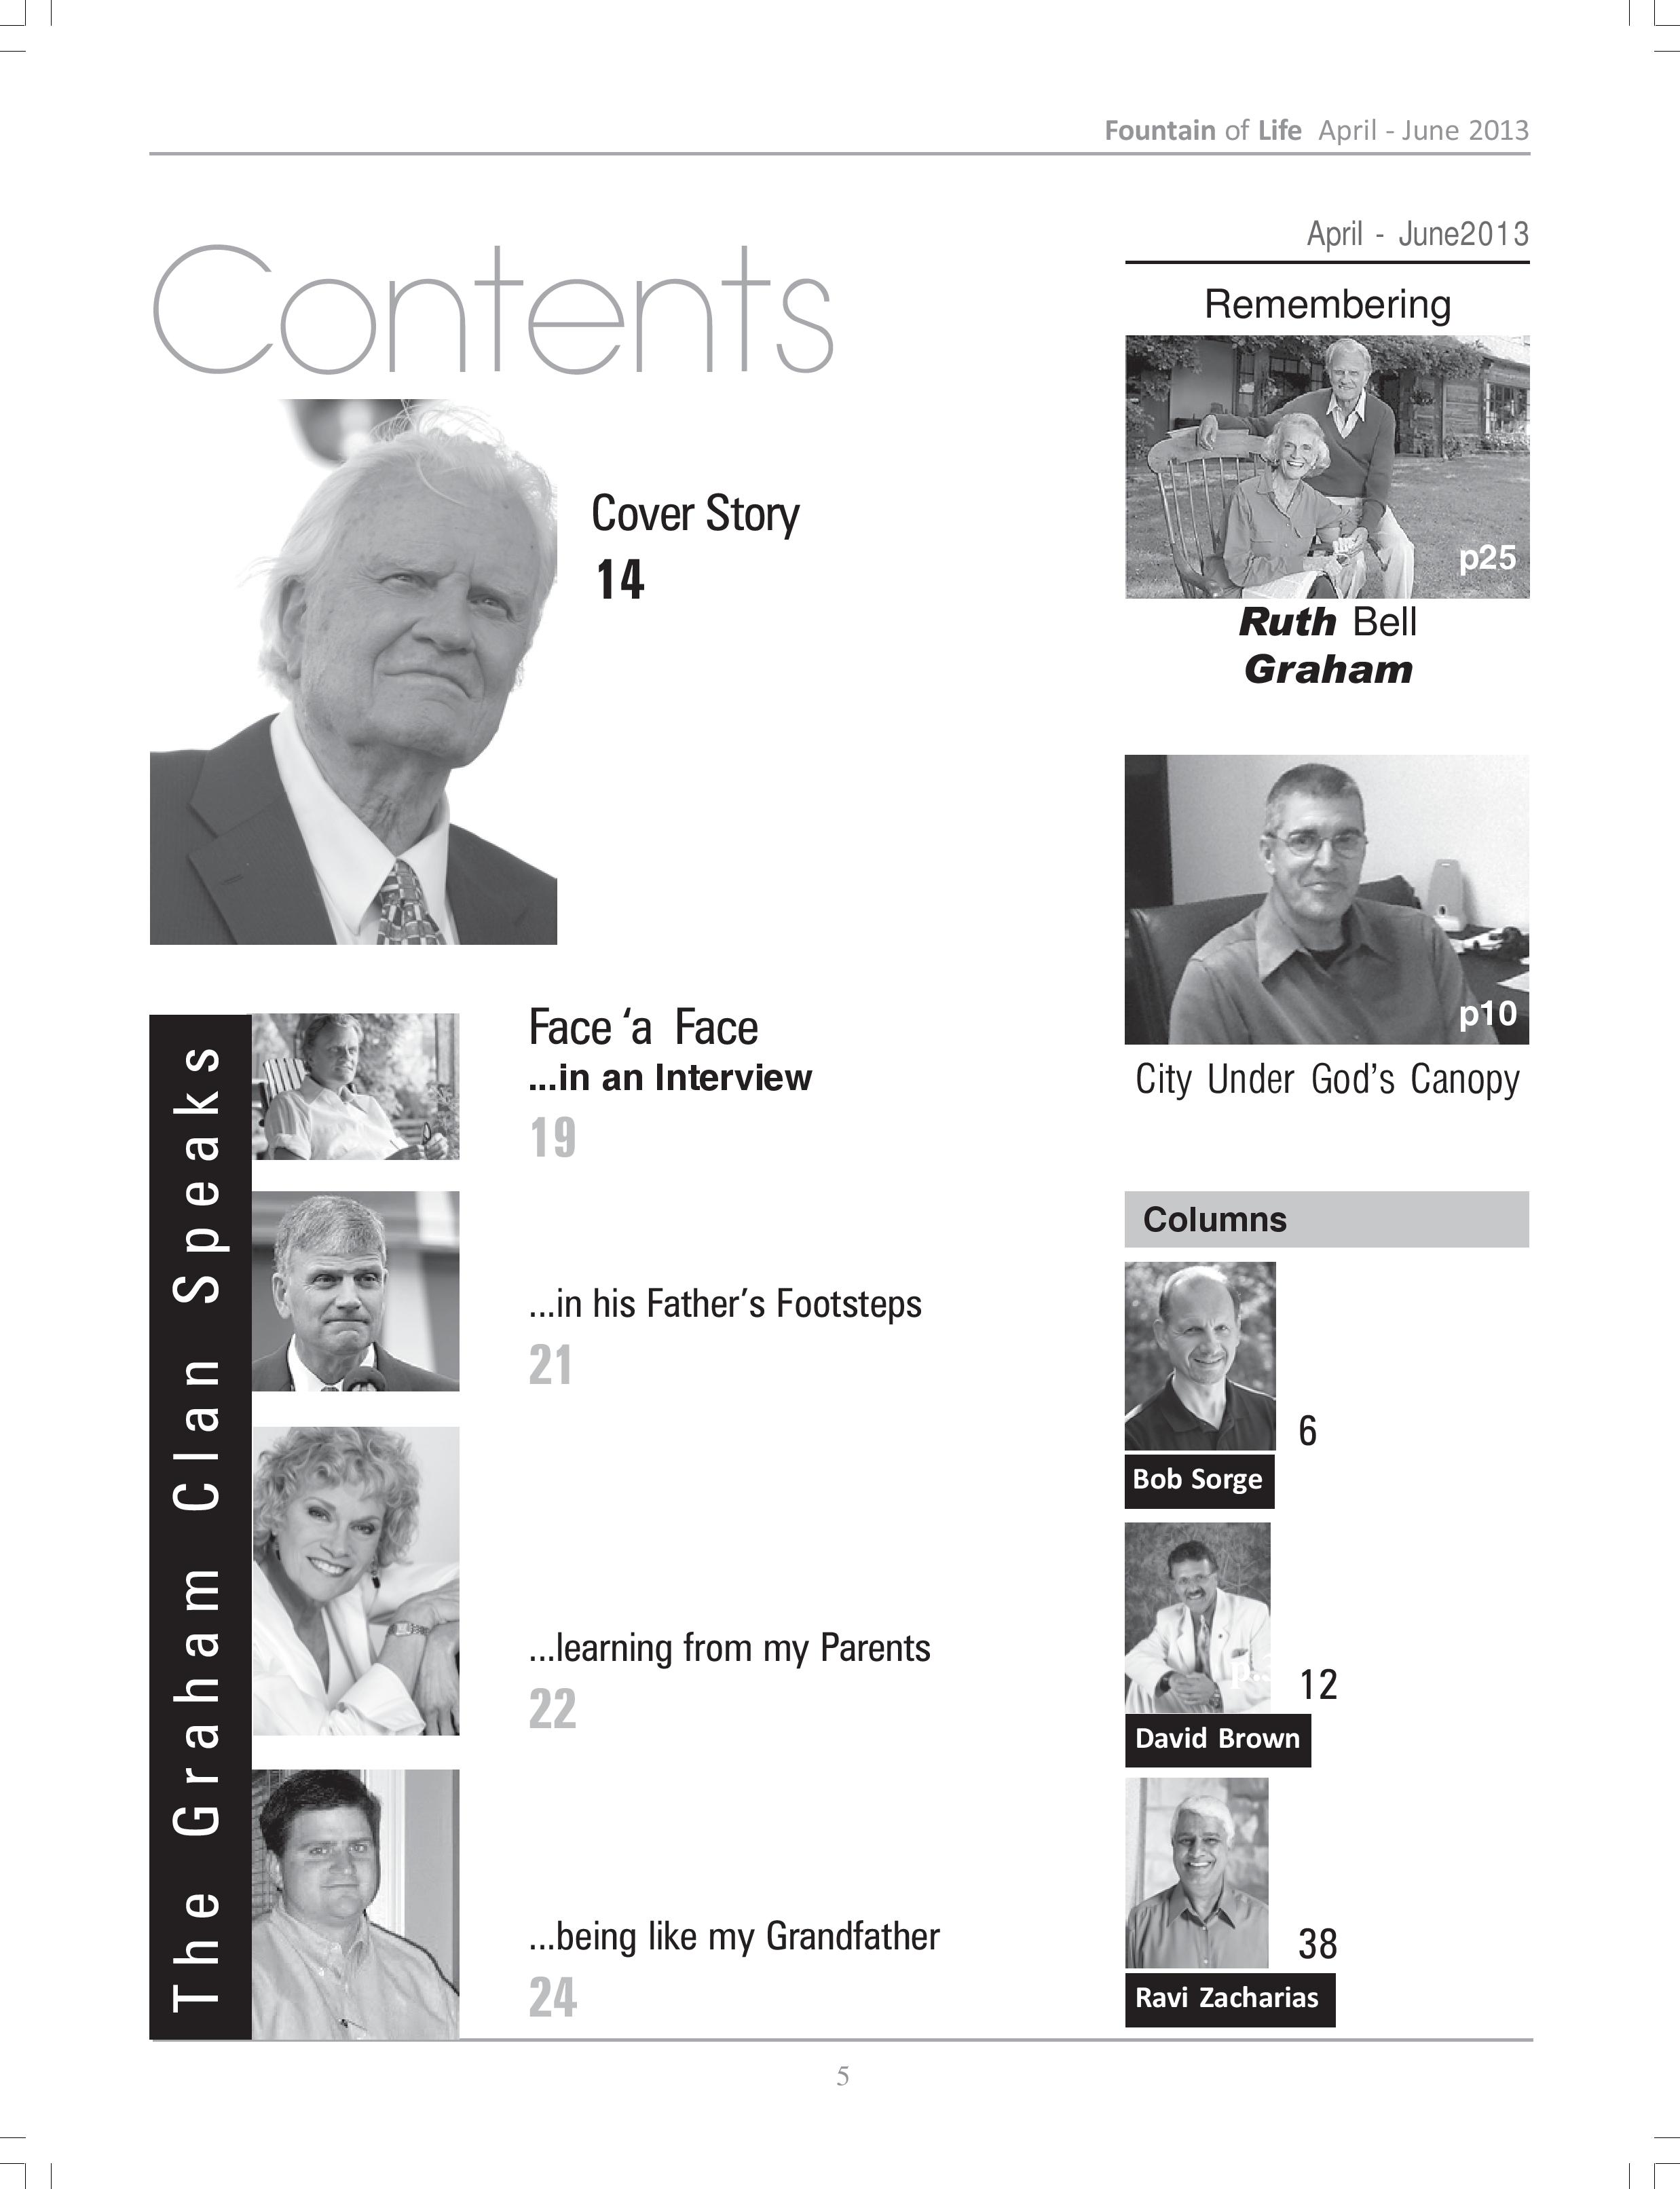 Fountain of Life April - June 2013
Contents
Cover Story
14
The Graham Clan Speaks
Face ‘a Face
...in an Interview
19
...in his Father’s Footsteps
21
...learning from my Parents
22
...being like my Grandfather
24
April - June2013
Remembering
p25
Ruth Bell
Graham
p10
City Under God’s Canopy
Columns
6
Bob Sorge
p..
12
David Brown
38
Ravi Zacharias
5